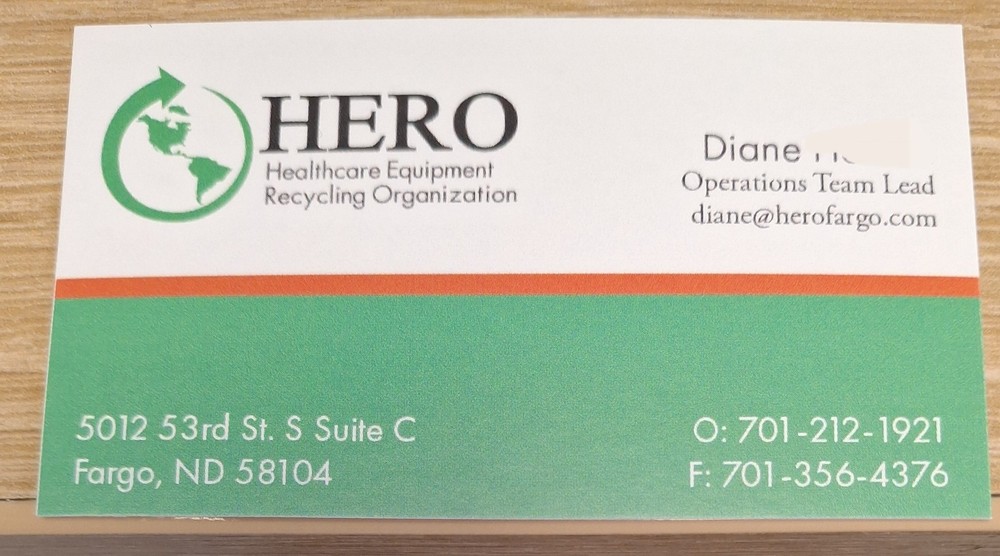 HERO
Healthcare Equipment
Recycling Organization
Diane
Operations Team Lead
diane@herofargo.com
5012 53rd St. S Suite C
Fargo, ND 58104
O: 701-212-1921
F: 701-356-4376